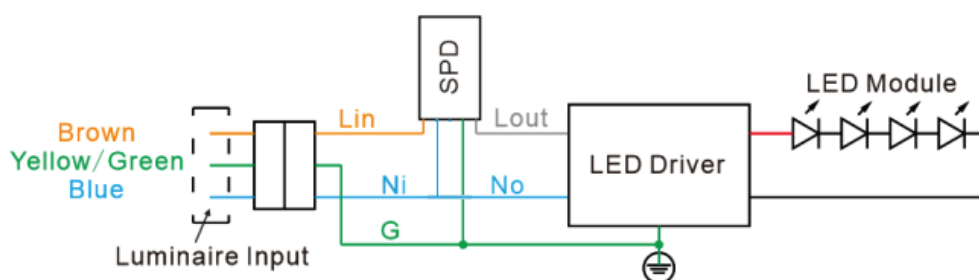 SPD
LED Module
Brown
Lin
Lout
Yellow/Green
LED Driver
Blue
Ni
No
G
Luminaire Input